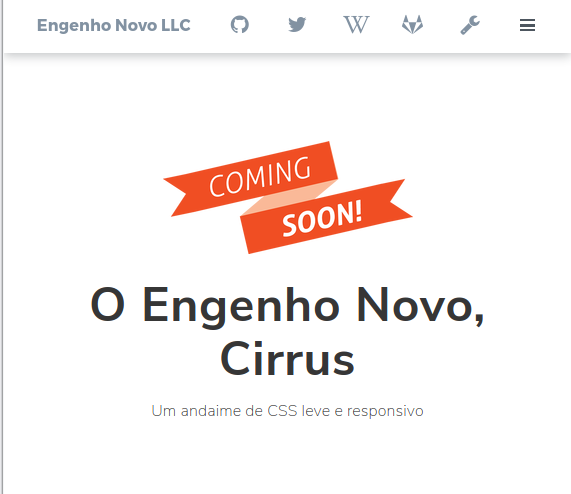 Engenho Novo LLC
COMING
SOON!
O Engenho Novo,
Cirrus
Um andaime de CSS leve e responsivo